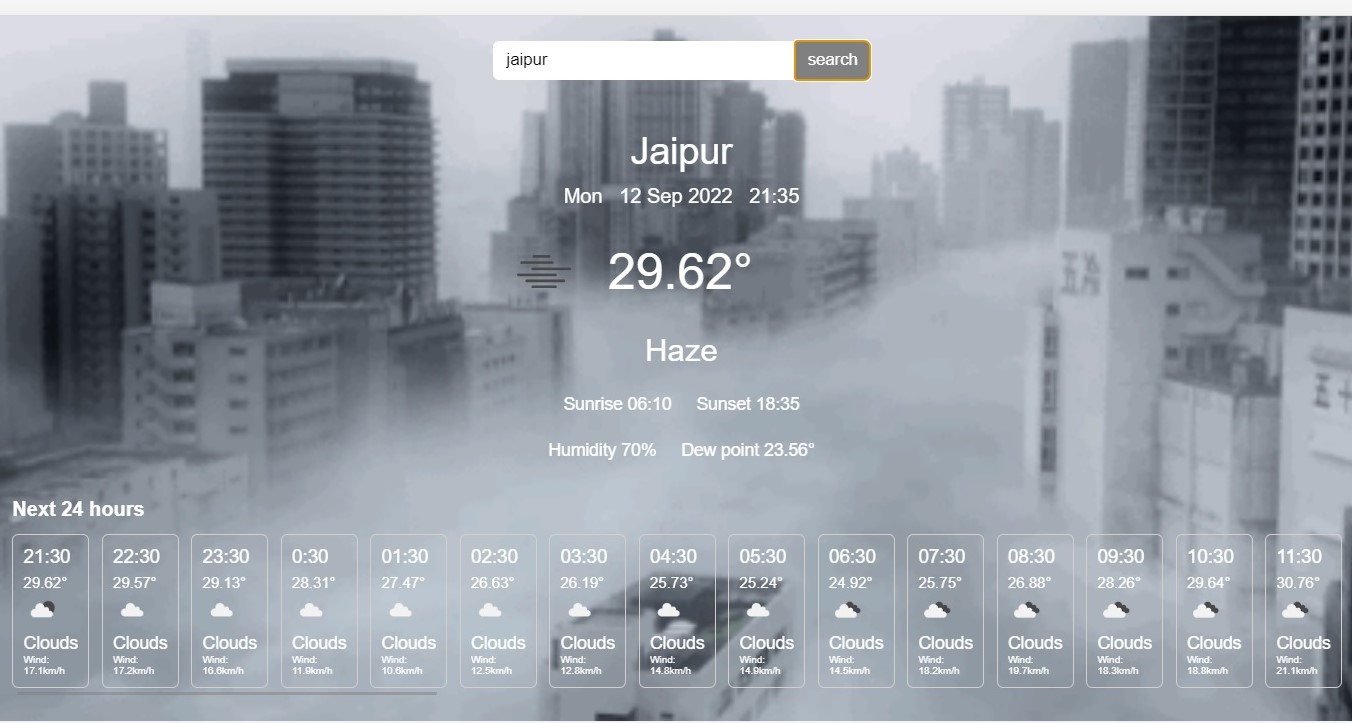 jaipur search
Jaipur
Mon 12 Sep 2022 21:35
29.62°
Haze
Sunrise 06:10 Sunset 18:35
Humidity 70% Dew point 23.56°
Next 24 hours
21:30 22:30 23:30 0:30 01:30 02:30 03:30 04:30 05:30 06:30 07:30 08:30 09:30 10:30 11:30
29.62° 29.57° 29.13° 28.31° 27.47° 26.63° 26.19° 25.73° 25.24° 24.92° 25.75° 26.88° 28.26° 29.64° 30.76°
Clouds Clouds Clouds Clouds Clouds Clouds Clouds Clouds Clouds Clouds Clouds Clouds Clouds Clouds Clouds
Wind: Wind: Wind: Wind: Wind: Wind: Wind: Wind: Wind: Wind: Wind: Wind: Wind: Wind: Wind:
17.1km/h 17.2km/h 16.6km/h 11.9km/h 10.6km/h 12.5km/h 12.8km/h 14.8km/h 14.9km/h 14.5km/h 18.2km/h 19.7km/h 18.3km/h 18.8km/h 21.1km/h